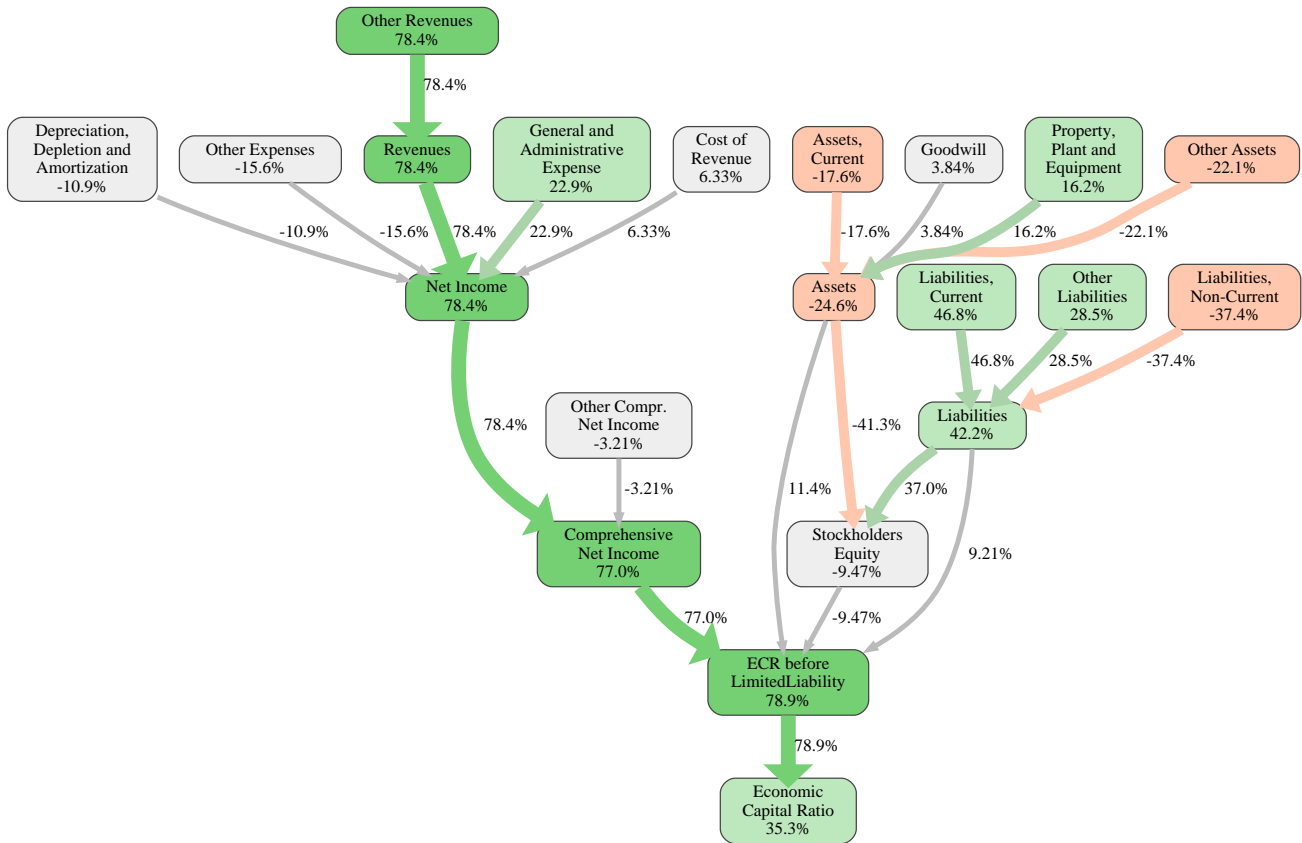 Other Revenues
78.4%
78.4%
Depreciation,
Depletion and
Amortization
-10.9%
Other Expenses
-15.6%
Revenues
78.4%
General and
Administrative
Expense
22.9%
Cost of
Revenue
6.33%
Assets,
Current
-17.6%
Goodwill
3.84%
Property,
Plant and
Equipment
16.2%
Other Assets
-22.1%
-10.9%
-15.6%
78.4%
22.9%
6.33%
-17.6%
3.84%
16.2%
-22.1%
Net Income
78.4%
Assets
-24.6%
Liabilities,
Current
46.8%
Other
Liabilities
28.5%
Liabilities,
Non-Current
-37.4%
46.8%
28.5%
-37.4%
78.4%
Other Compr.
Net Income
-3.21%
-41.3%
Liabilities
42.2%
-3.21%
11.4%
37.0%
9.21%
Comprehensive
Net Income
77.0%
Stockholders
Equity
-9.47%
77.0%
-9.47%
ECR before
LimitedLiability
78.9%
78.9%
Economic
Capital Ratio
35.3%